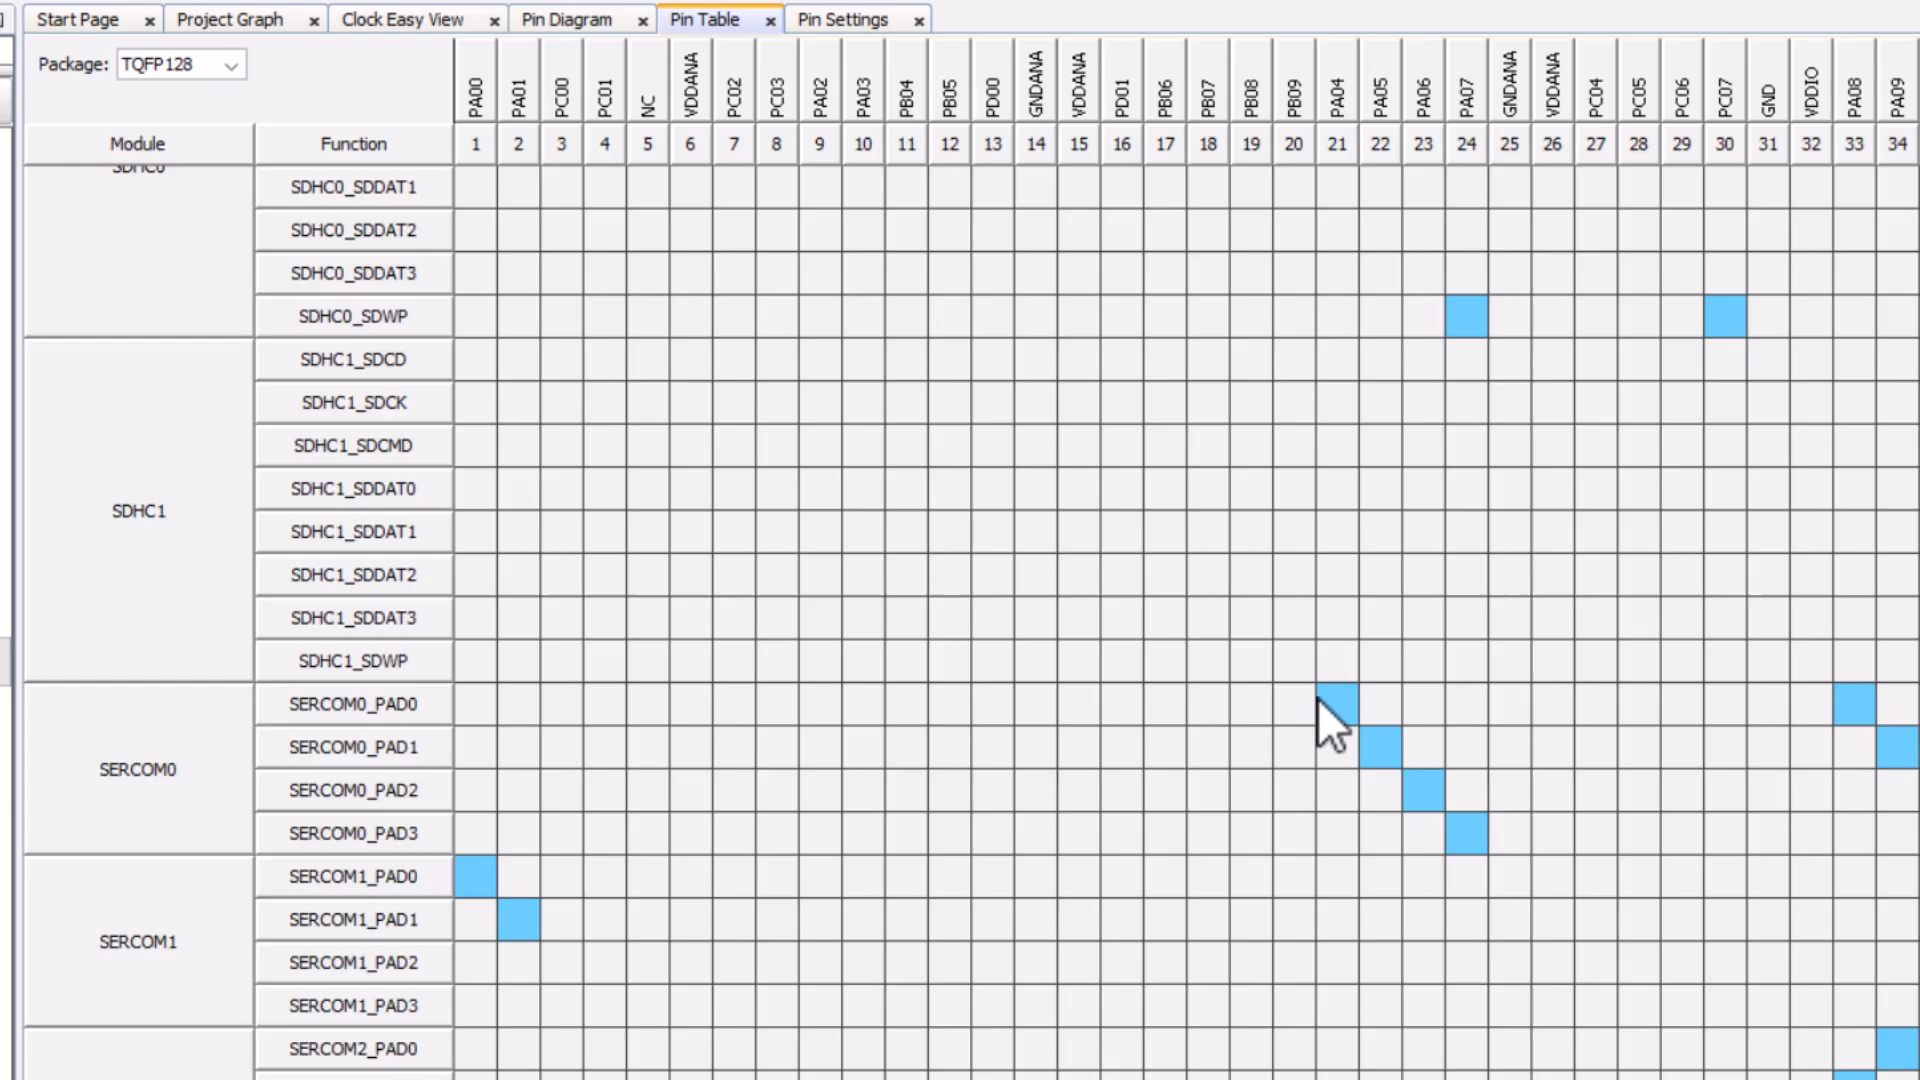 Start Page × Project Graph × Clock Easy View × Pin Diagram × Pin Table × Pin Settings ×
Package: TQFP128
PA00 PA01 PC00 PC01 NC VDDANA PC02 PC03 PA02 PA03 PB04 PB05 PD00 GNDANA VDDANA PD01 PB06 PB07 PB08 PB09 PA04 PA05 PA06 PA07 GNDANA VDDANA PC04 PC05 PC06 PC07 GND VDDIO PA08 PA09
Module Function 1 2 3 4 5 6 7 8 9 10 11 12 13 14 15 16 17 18 19 20 21 22 23 24 25 26 27 28 29 30 31 32 33 34
SDHC0
SDHC0_SDDAT1
SDHC0_SDDAT2
SDHC0_SDDAT3
SDHC0_SDWP
SDHC1
SDHC1_SDCD
SDHC1_SDCK
SDHC1_SDCMD
SDHC1_SDDAT0
SDHC1_SDDAT1
SDHC1_SDDAT2
SDHC1_SDDAT3
SDHC1_SDWP
SERCOM0
SERCOM0_PAD0
SERCOM0_PAD1
SERCOM0_PAD2
SERCOM0_PAD3
SERCOM1
SERCOM1_PAD0
SERCOM1_PAD1
SERCOM1_PAD2
SERCOM1_PAD3
SERCOM2_PAD0